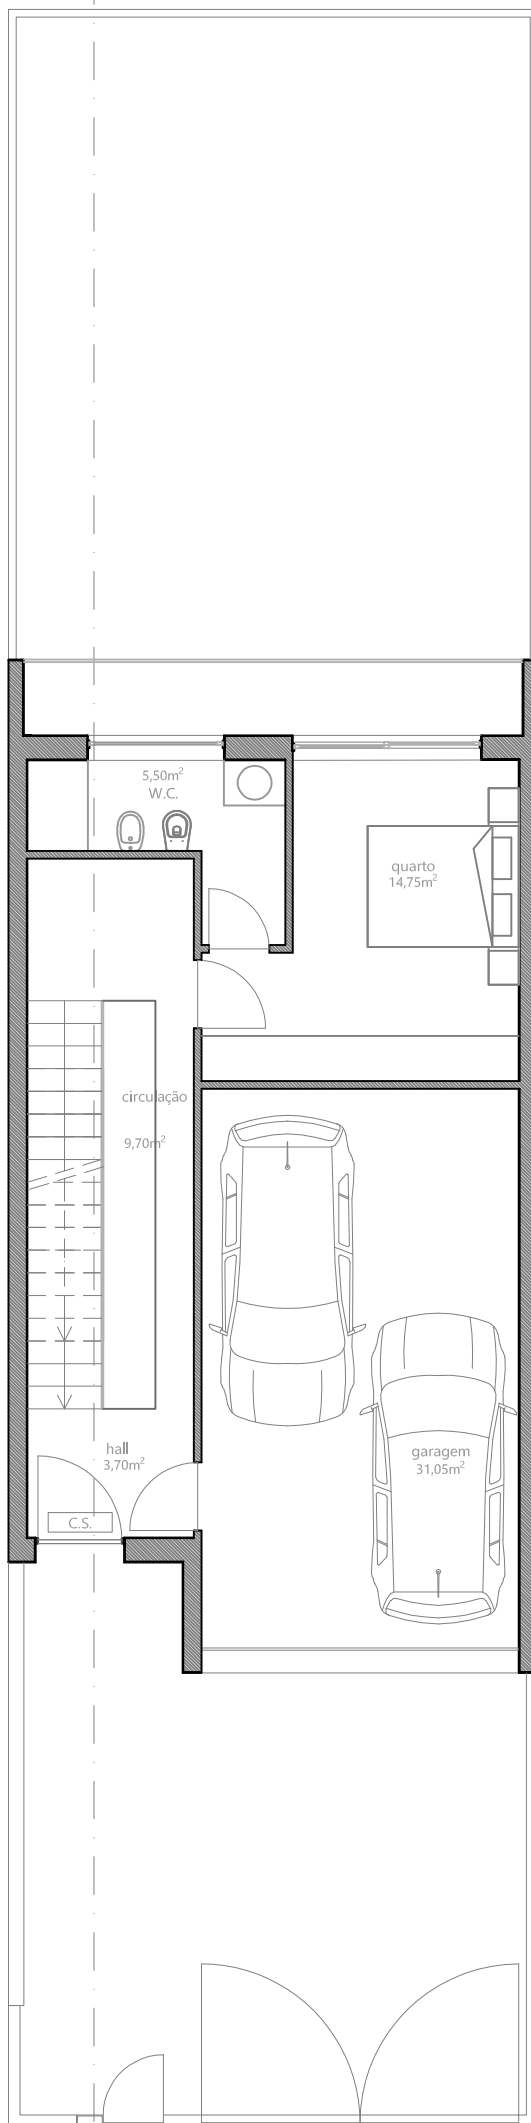 5,50m²
W.C.
quarto
14,75m²
circulação
9,70m²
hall
3,70m²
garagem
31,05m²
C.S.